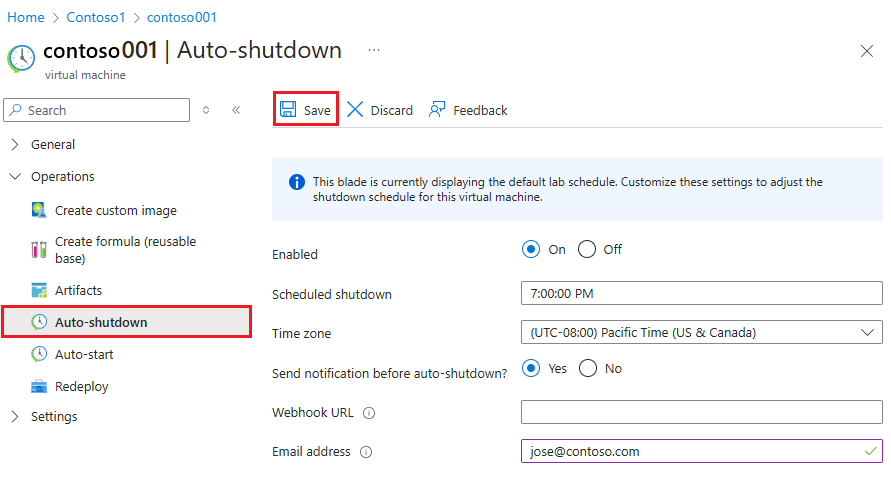 Home > Contoso1 > contoso001
contoso001 | Auto-shutdown ...
virtual machine
Search
General
Operations
Create custom image
Create formula (reusable
base)
Artifacts
Auto-shutdown
Auto-start
Redeploy
Settings
Save Discard Feedback
This blade is currently displaying the default lab schedule. Customize these settings to adjust the
shutdown schedule for this virtual machine.
Enabled On Off
Scheduled shutdown 7:00:00 PM
Time zone (UTC-08:00) Pacific Time (US & Canada)
Send notification before auto-shutdown? Yes No
Webhook URL
Email address jose@contoso.com